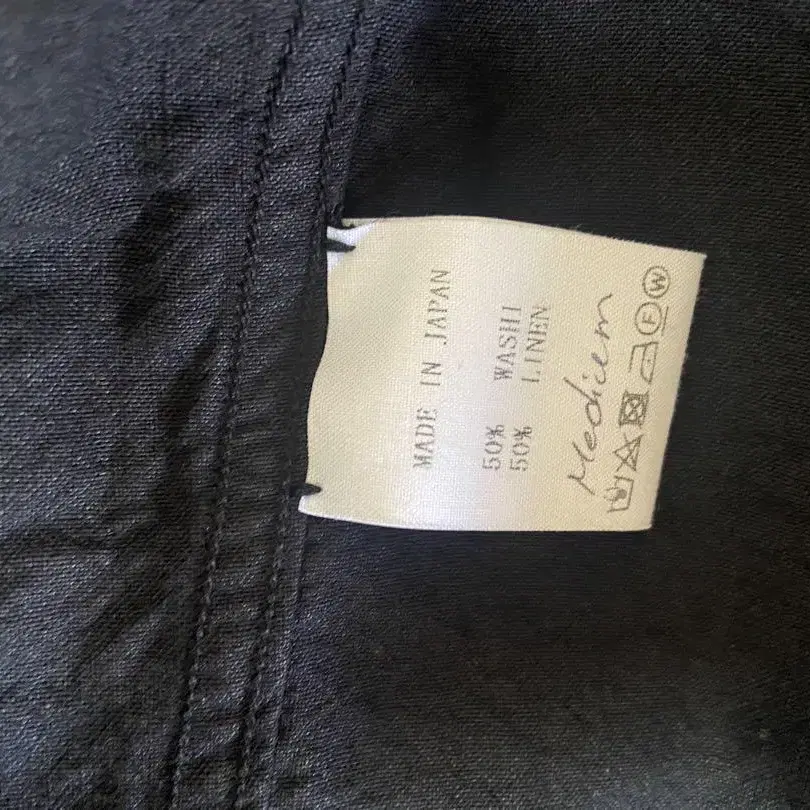 MADE IN JAPAN
50% WASHI
50% LINEN
Medium
F W